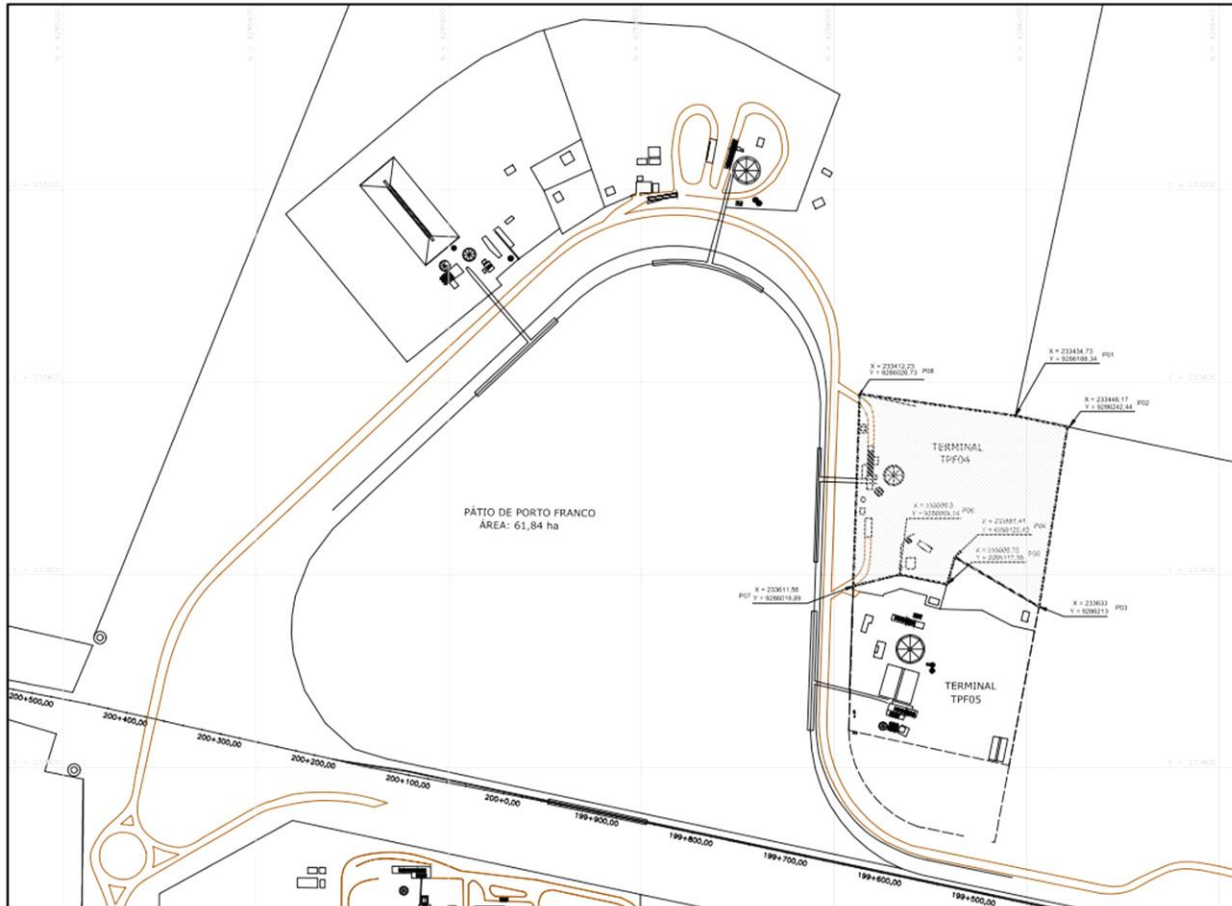 E = 233200
X = 233434,73
Y = 9286188,34 P01
X = 233412,23
Y = 9286026,73 P08
E = 233400
X = 233446,17
Y = 9286242,44 P02
TERMINAL
TPF04
PÁTIO DE PORTO FRANCO
ÁREA: 61,84 ha
P06
P04
X = 233611,56
P07 Y = 9286019,89
X = 233633
Y = 9286213 P03
TERMINAL
TPF05
200+500,00
200+400,00
200+300,00
200+200,00
200+100,00
200+0,00
199+900,00
199+800,00
199+700,00
199+600,00
199+500,00